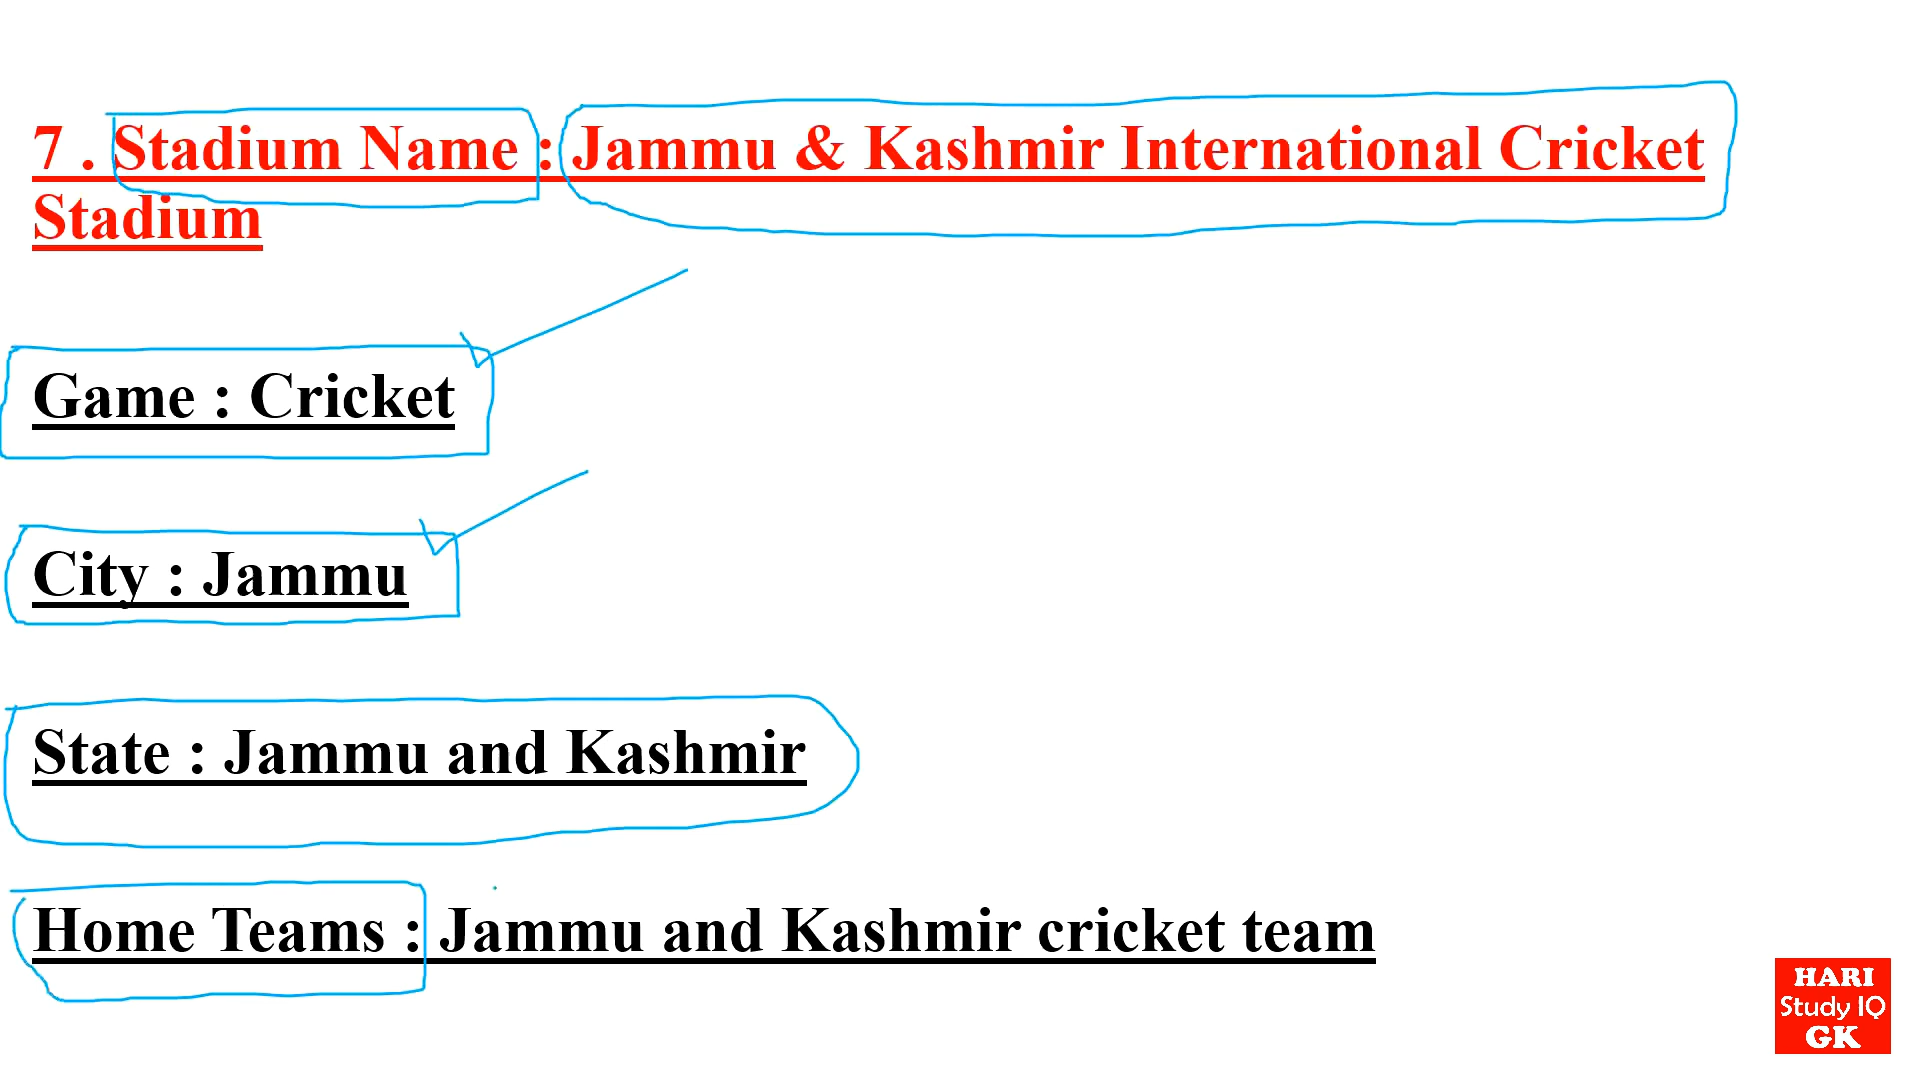 7 . Stadium Name : Jammu & Kashmir International Cricket
Stadium
Game : Cricket
City : Jammu
State : Jammu and Kashmir
Home Teams : Jammu and Kashmir cricket team
HARI
Study IQ
GK